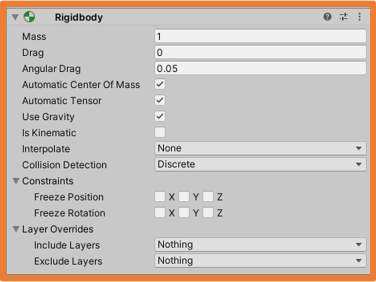 Rigidbody
Mass 1
Drag 0
Angular Drag 0.05
Automatic Center Of Mass
Automatic Tensor
Use Gravity
Is Kinematic
Interpolate None
Collision Detection Discrete
Constraints
Freeze Position X Y Z
Freeze Rotation X Y Z
Layer Overrides
Include Layers Nothing
Exclude Layers Nothing